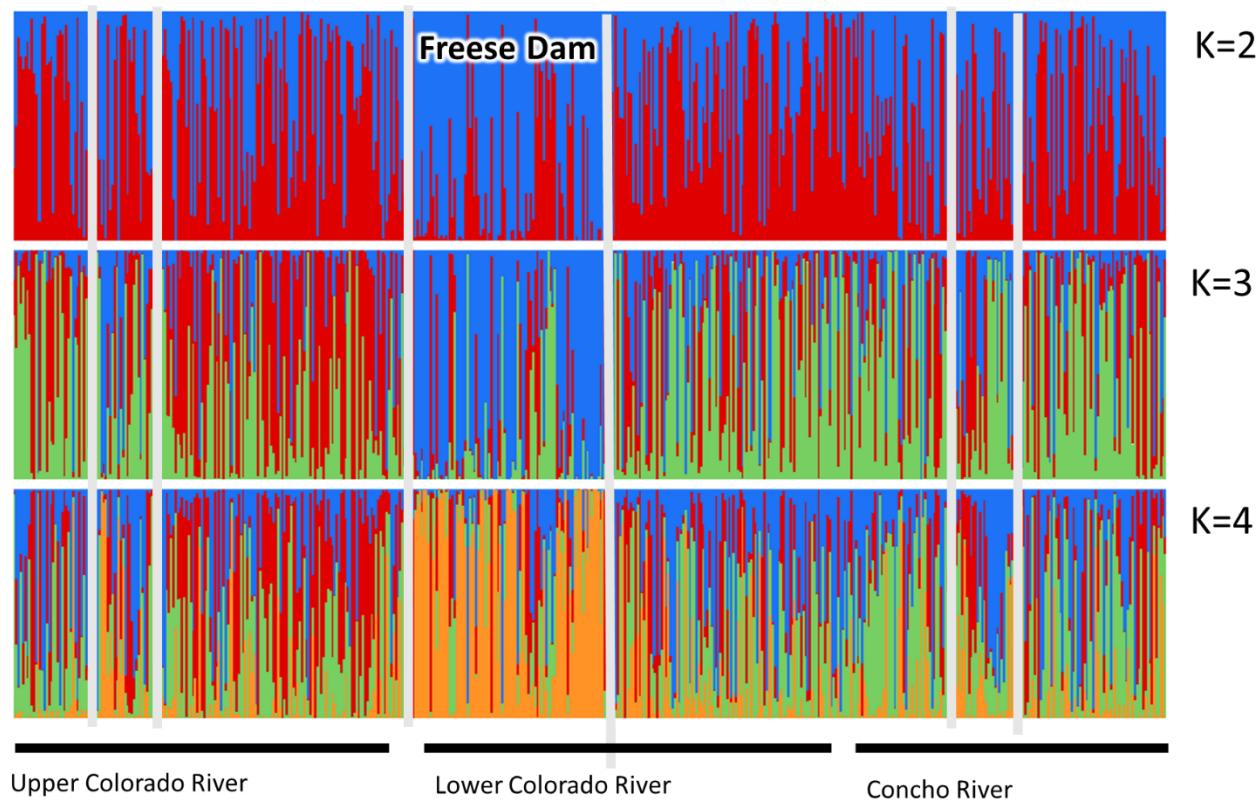 Freese Dam
K=2
K=3
K=4
Upper Colorado River
Lower Colorado River
Concho River